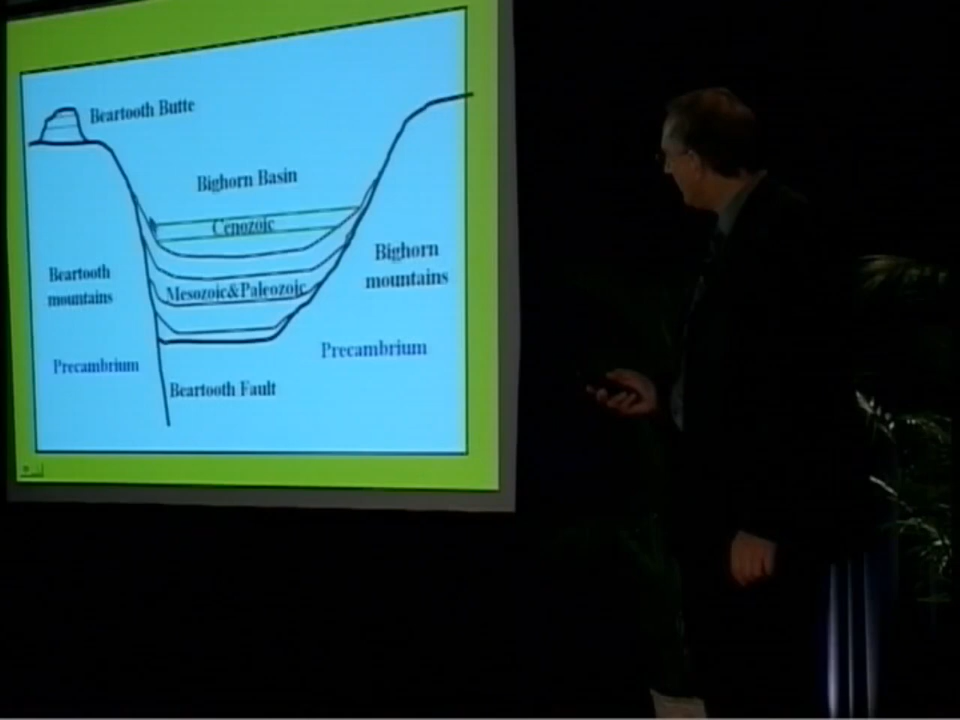 Beartooth Butte
Bighorn Basin
Cenozoic
Bighorn
mountains
Beartooth
mountains
Mesozoic&Paleozoic
Precambrium
Precambrium
Beartooth Fault